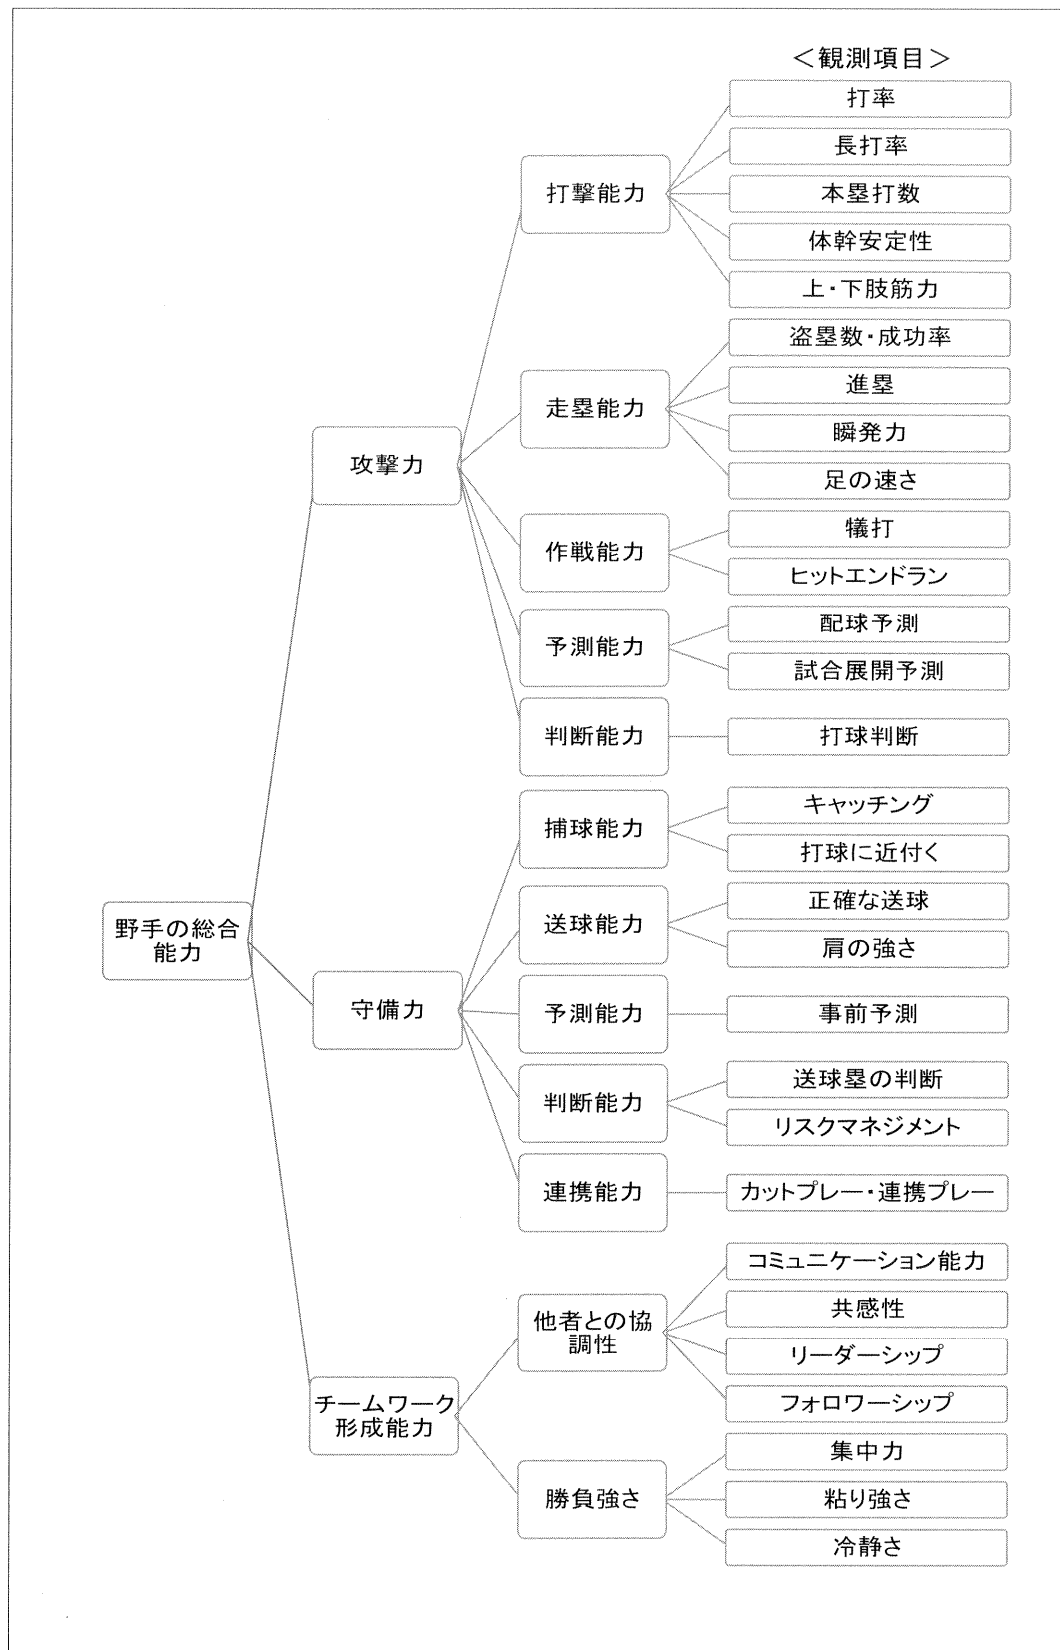 <観測項目>
打率
長打率
打撃能力
本塁打数
体幹安定性
上・下肢筋力
盗塁数・成功率
進塁
走塁能力
瞬発力
攻撃力
足の速さ
犠打
作戦能力
ヒットエンドラン
配球予測
予測能力
試合展開予測
判断能力
打球判断
キャッチング
捕球能力
打球に近付く
正確な送球
野手の総合
能力
送球能力
肩の強さ
守備力
予測能力
事前予測
送球塁の判断
判断能力
リスクマネジメント
連携能力
カットプレー・連携プレー
コミュニケーション能力
他者との協
調性
共感性
リーダーシップ
チームワーク
形成能力
フォロワーシップ
集中力
勝負強さ
粘り強さ
冷静さ